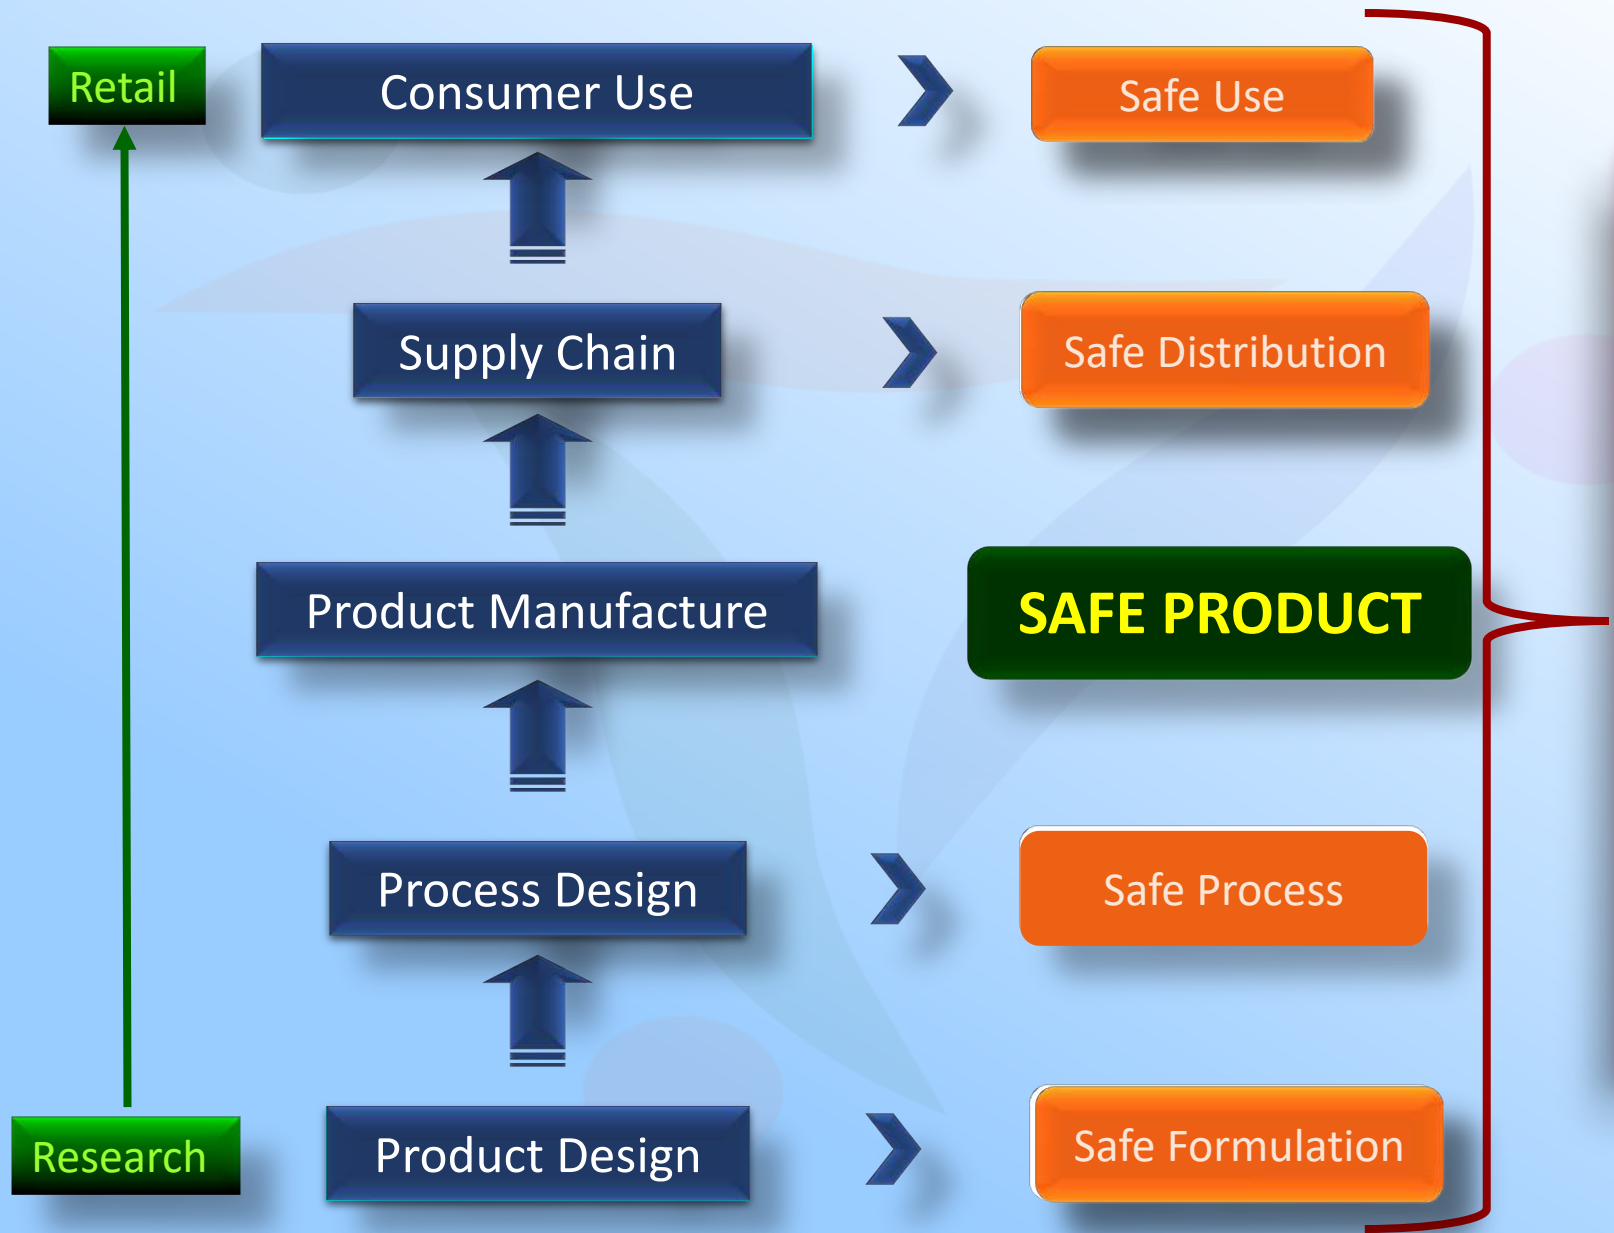 Retail
Consumer Use
Safe Use
Supply Chain
Safe Distribution
Product Manufacture
SAFE PRODUCT
Process Design
Safe Process
Research
Product Design
Safe Formulation